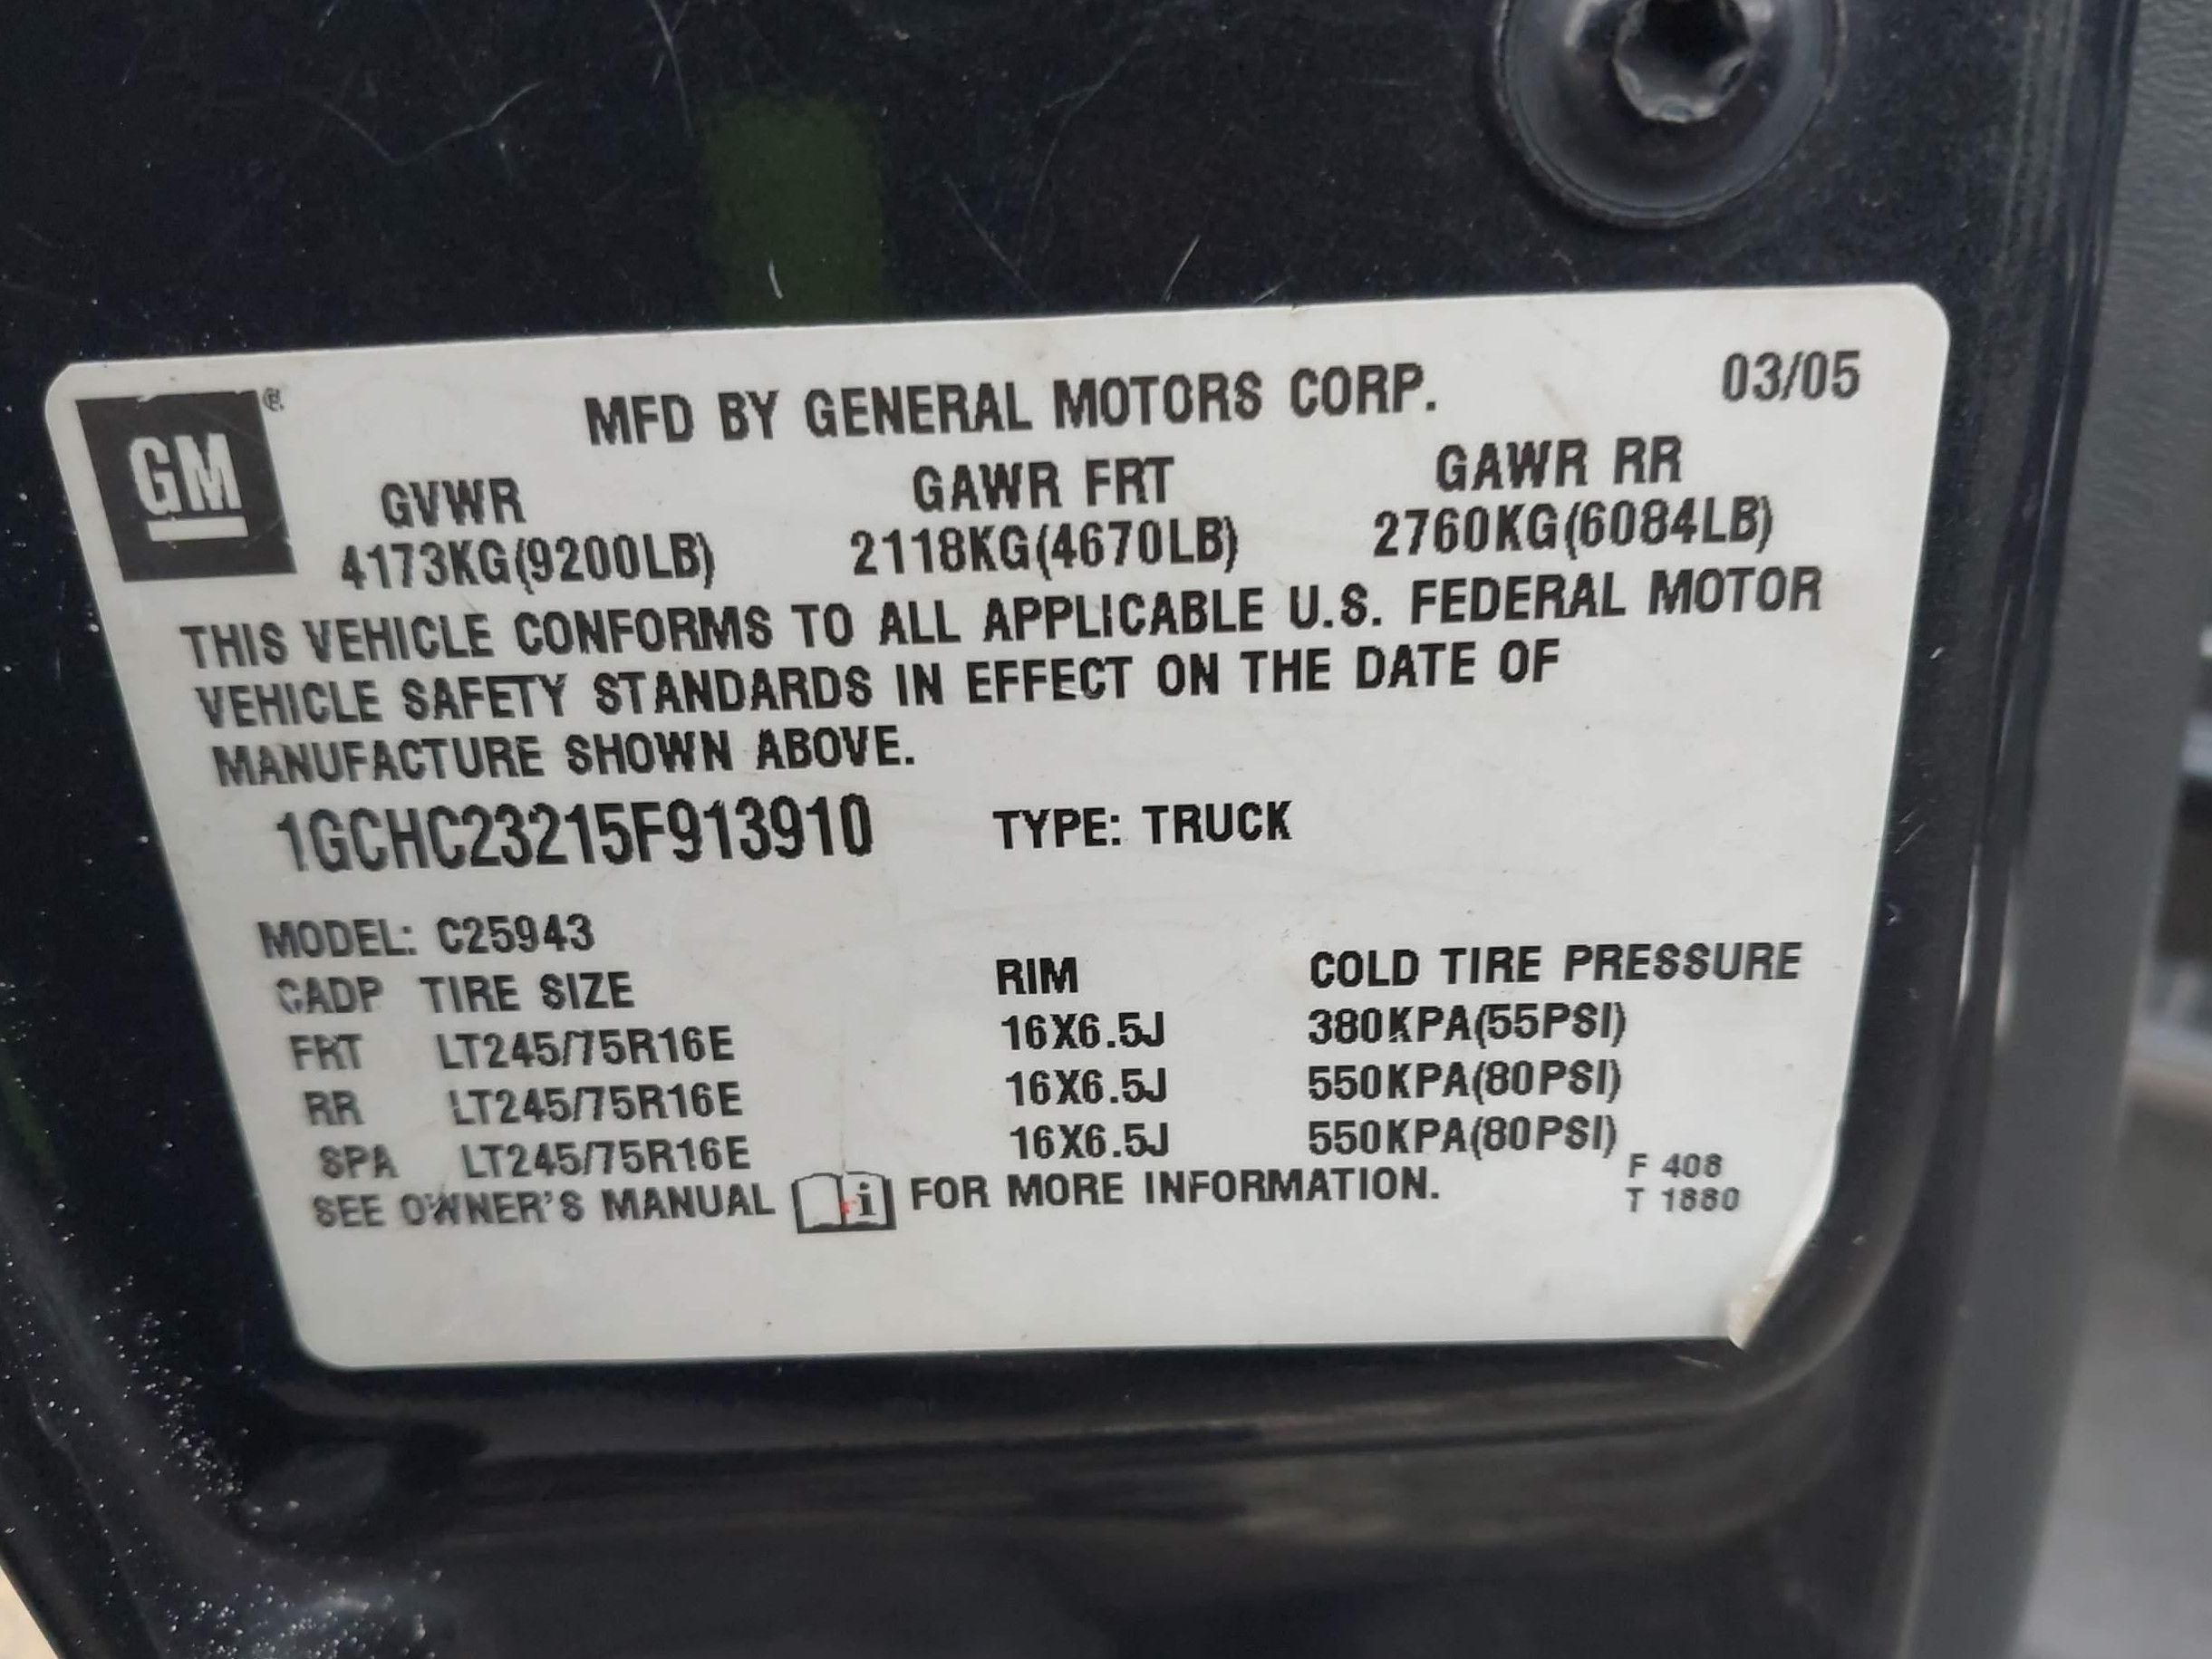 GM ®
MFD BY GENERAL MOTORS CORP. 03/05
GVWR GAWR FRT GAWR RR
4173KG(9200LB) 2118KG(4670LB) 2760KG(6084LB)
THIS VEHICLE CONFORMS TO ALL APPLICABLE U.S. FEDERAL MOTOR
VEHICLE SAFETY STANDARDS IN EFFECT ON THE DATE OF
MANUFACTURE SHOWN ABOVE.
1GCHC23215F913910 TYPE: TRUCK
MODEL: C25943
CADP TIRE SIZE RIM COLD TIRE PRESSURE
FRT LT245/75R16E 16X6.5J 380KPA(55PSI)
RR LT245/75R16E 16X6.5J 550KPA(80PSI)
SPA LT245/75R16E 16X6.5J 550KPA(80PSI)
SEE OWNER'S MANUAL i FOR MORE INFORMATION.
F 408
T 1880